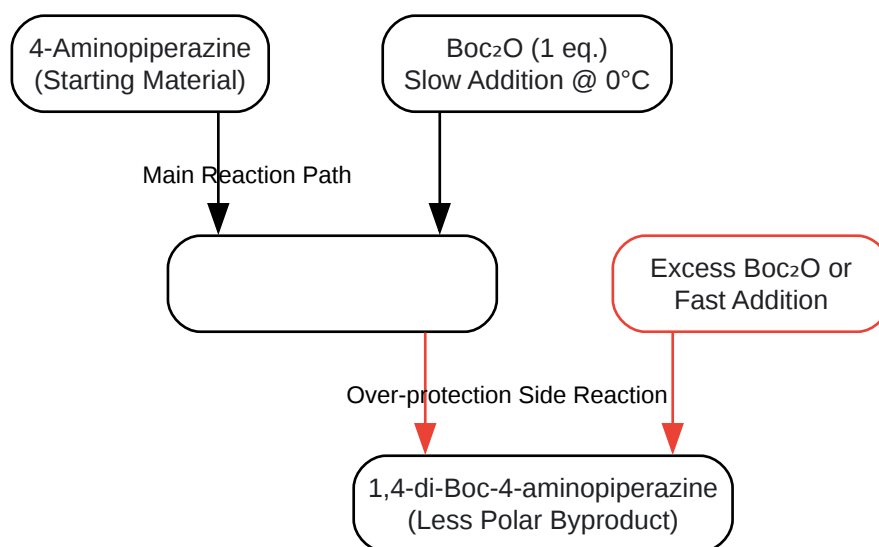 4-Aminopiperazine
(Starting Material)
Boc₂O (1 eq.)
Slow Addition @ 0°C
Main Reaction Path
Excess Boc₂O or
Fast Addition
Over-protection Side Reaction
1,4-di-Boc-4-aminopiperazine
(Less Polar Byproduct)